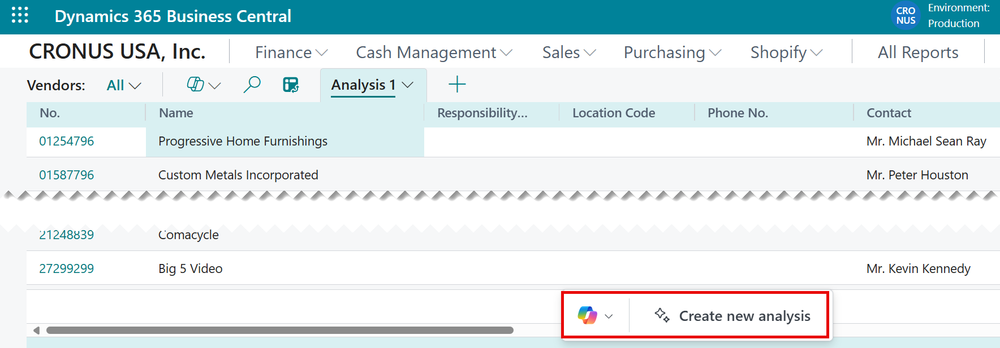 Dynamics 365 Business Central
CRO
NUS
Environment:
Production
CRONUS USA, Inc.
Finance
Cash Management
Sales
Purchasing
Shopify
All Reports
Vendors:
All
Analysis 1
No.
Name
Responsibility...
Location Code
Phone No.
Contact
01254796
Progressive Home Furnishings
Mr. Michael Sean Ray
01587796
Custom Metals Incorporated
Mr. Peter Houston
21248839
Comacycle
27299299
Big 5 Video
Mr. Kevin Kennedy
Create new analysis